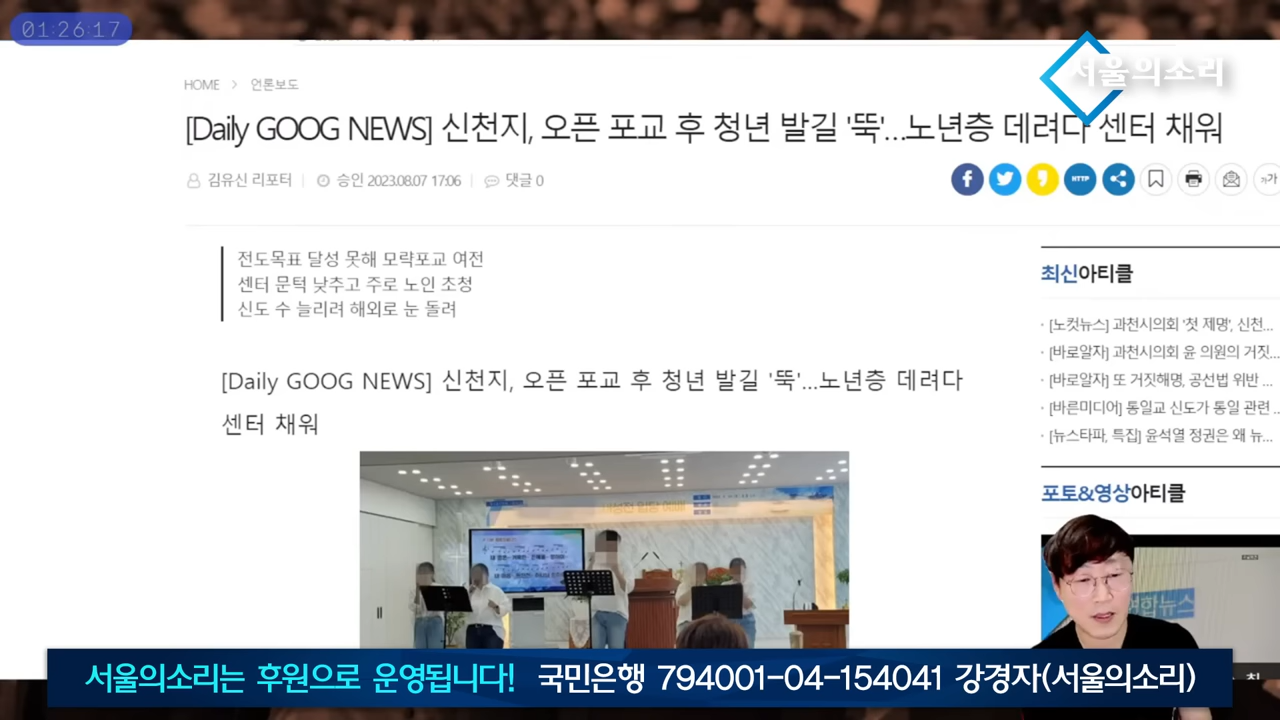 01:26:17
서울의소리
HOME > 언론보도
[Daily GOOG NEWS] 신천지, 오픈 포교 후 청년 발길 '뚝'...노년층 데려다 센터 채워
김유신 리포터 | 승인 2023.08.07 17:06 | 댓글 0
HTTP
가가
전도목표 달성 못해 모략포교 여전
센터 문턱 낮추고 주로 노인 초청
신도 수 늘리려 해외로 눈 돌려
최신아티클
· [노컷뉴스] 과천시의회 '첫 제명', 신천...
· [바로알자] 과천시의회 윤 의원의 거짓...
· [바로알자] 또 거짓해명, 공선법 위반 ...
· [바른미디어] 통일교 신도가 통일 관련 ...
· [뉴스타파, 특집] 윤석열 정권은 왜 뉴...
[Daily GOOG NEWS] 신천지, 오픈 포교 후 청년 발길 '뚝'...노년층 데려다
센터 채워
포토&영상아티클
서울의소리는 후원으로 운영됩니다! 국민은행 794001-04-154041 강경자(서울의소리)